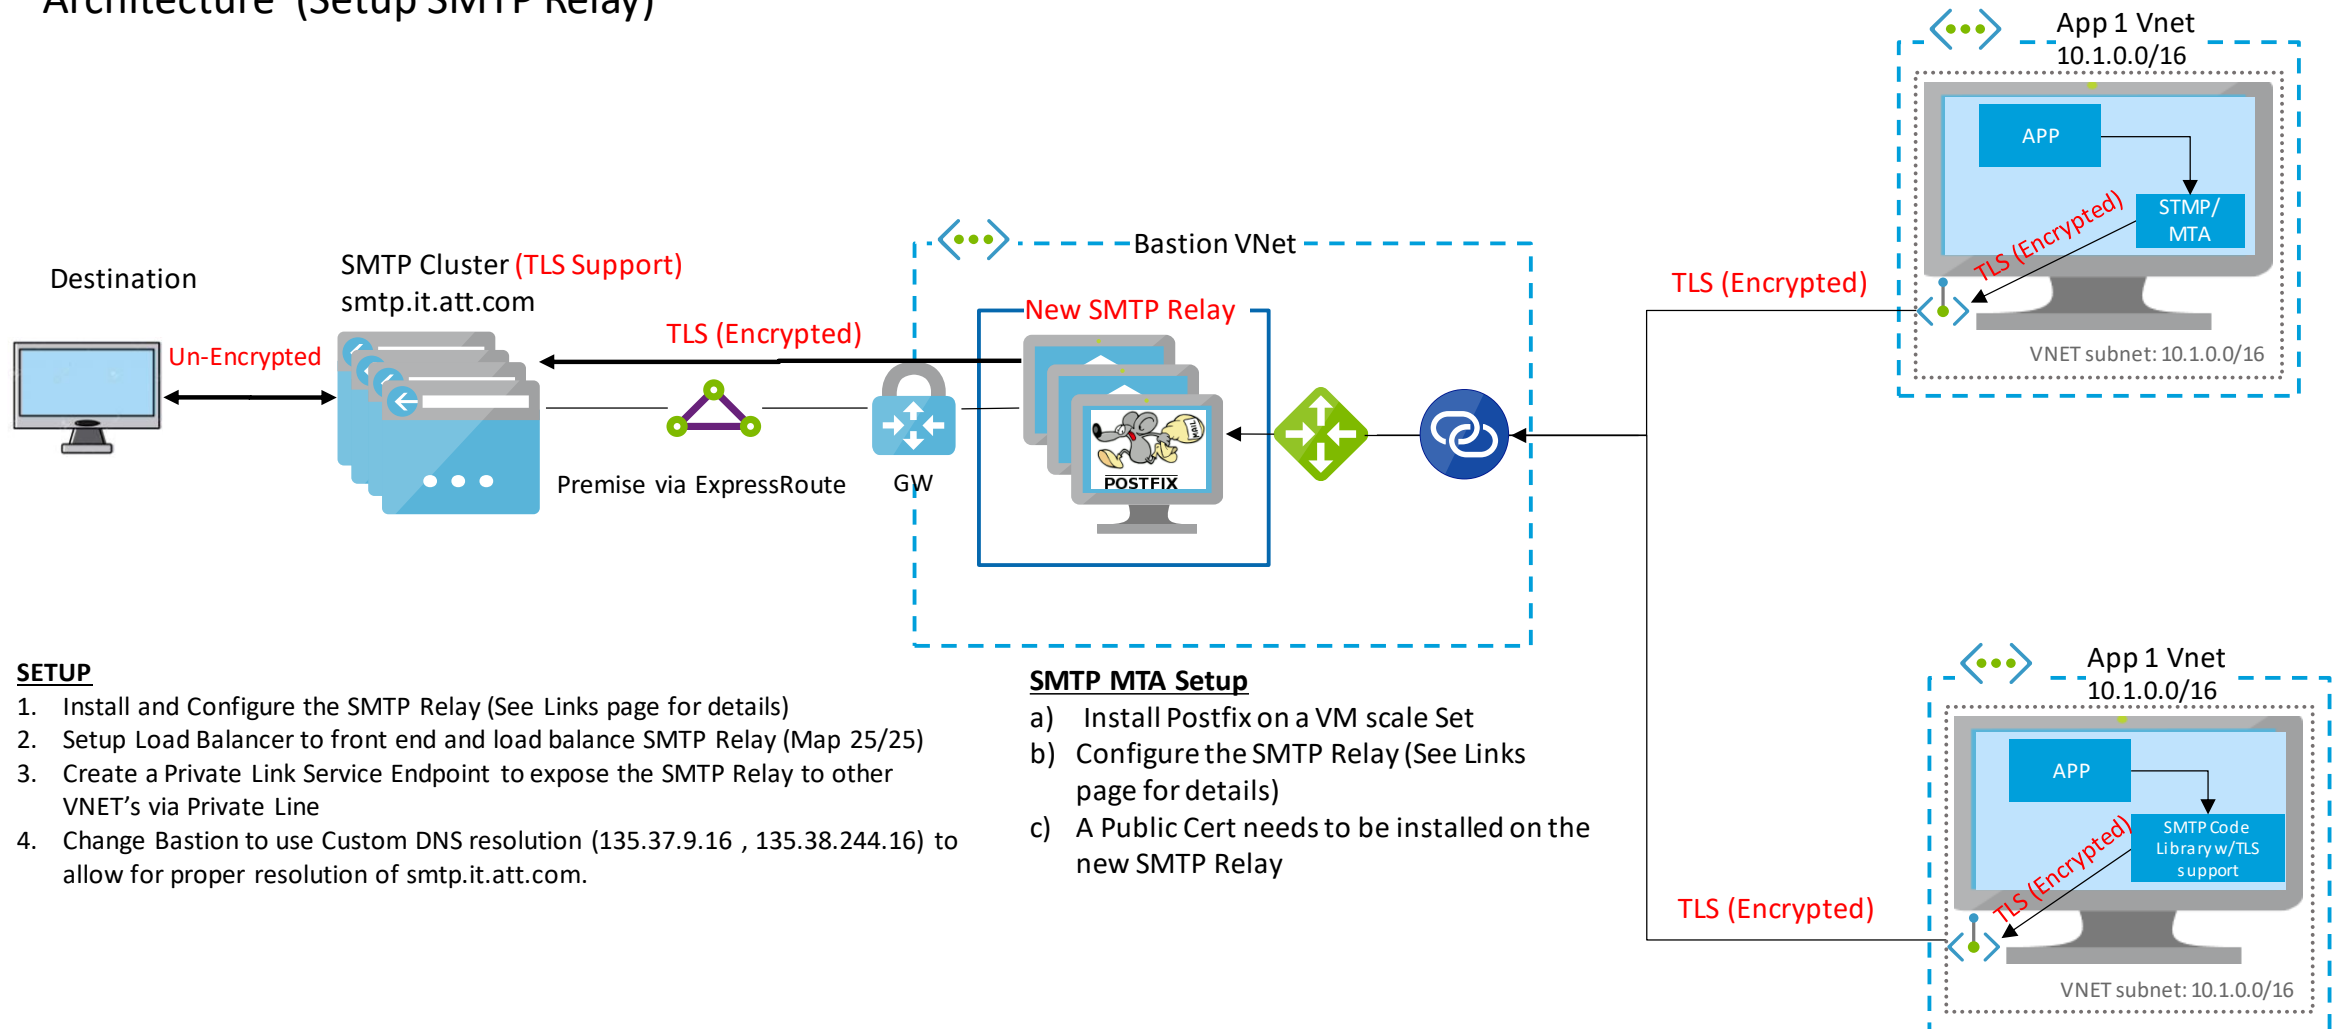 Architecture (Setup SMTP Relay)
App 1 Vnet
10.1.0.0/16
APP
STMP/
MTA
TLS (Encrypted)
VNET subnet: 10.1.0.0/16
TLS (Encrypted)
Bastion VNet
New SMTP Relay
POSTFIX
MAIL
Destination
SMTP Cluster (TLS Support)
smtp.it.att.com
Un-Encrypted
TLS (Encrypted)
Premise via ExpressRoute
GW
SETUP
1. Install and Configure the SMTP Relay (See Links page for details)
2. Setup Load Balancer to front end and load balance SMTP Relay (Map 25/25)
3. Create a Private Link Service Endpoint to expose the SMTP Relay to other
VNET's via Private Line
4. Change Bastion to use Custom DNS resolution (135.37.9.16 , 135.38.244.16) to
allow for proper resolution of smtp.it.att.com.
SMTP MTA Setup
a) Install Postfix on a VM scale Set
b) Configure the SMTP Relay (See Links
page for details)
c) A Public Cert needs to be installed on the
new SMTP Relay
App 1 Vnet
10.1.0.0/16
APP
SMTP Code
Library w/TLS
support
TLS (Encrypted)
VNET subnet: 10.1.0.0/16
TLS (Encrypted)